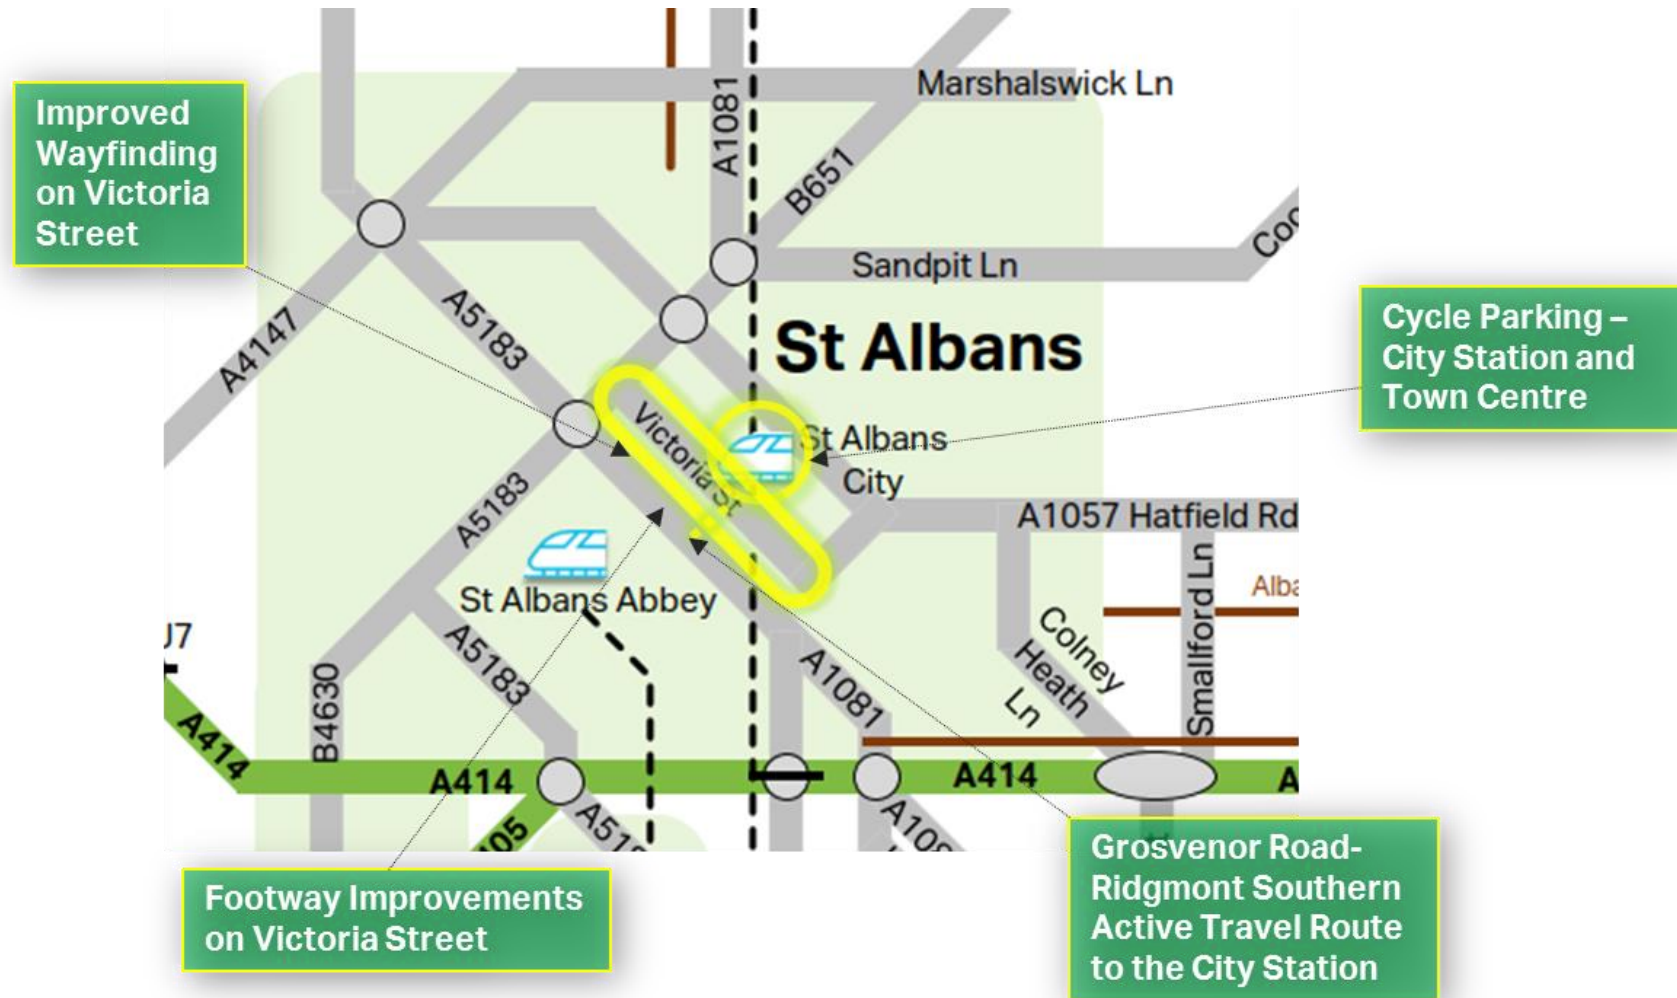 Improved
Wayfinding
on Victoria
Street
A1081
Marshalswick Ln
B651
Sandpit Ln
A4147
A5183
St Albans
Cycle Parking –
City Station and
Town Centre
Victoria St
St Albans
City
A5183
A1057 Hatfield Rd
St Albans Abbey
Smallford Ln
Alba
J7
Colney
Heath
Ln
A5183
A1081
B4630
A414
A414
A414
A
Footway Improvements
on Victoria Street
Grosvenor Road-
Ridgmont Southern
Active Travel Route
to the City Station